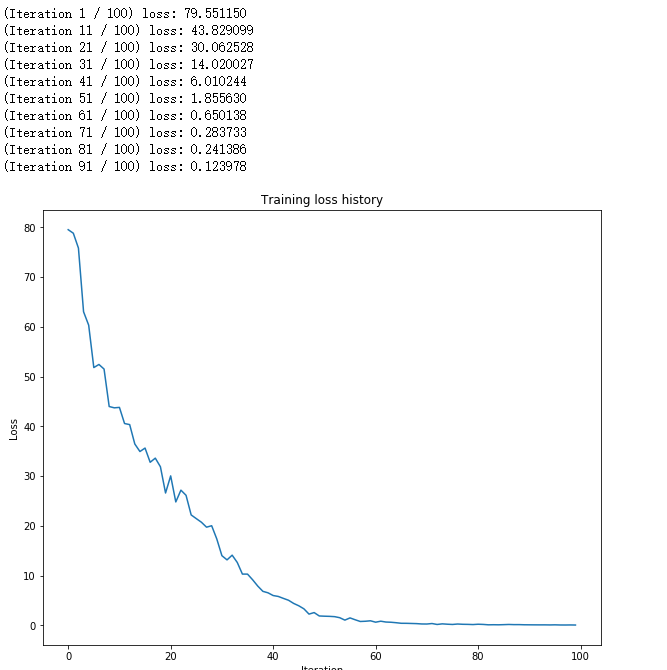 (Iteration 1 / 100) loss: 79.551150
(Iteration 11 / 100) loss: 43.829099
(Iteration 21 / 100) loss: 30.062528
(Iteration 31 / 100) loss: 14.020027
(Iteration 41 / 100) loss: 6.010244
(Iteration 51 / 100) loss: 1.855630
(Iteration 61 / 100) loss: 0.650138
(Iteration 71 / 100) loss: 0.283733
(Iteration 81 / 100) loss: 0.241386
(Iteration 91 / 100) loss: 0.123978
Training loss history
80
70
60
50
40
30
20
10
0
Loss
0 20 40 60 80 100
Iteration